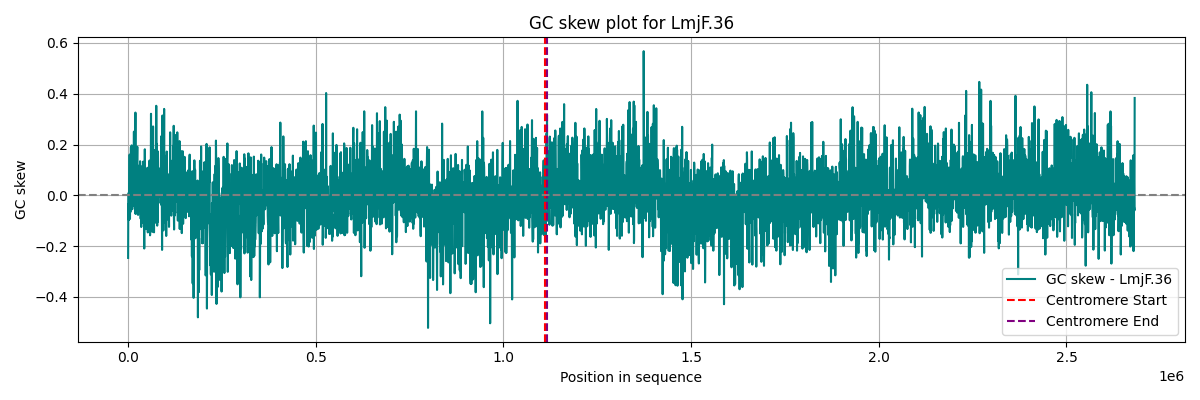 GC skew plot for LmjF.36
GC skew
0.6
0.4
0.2
0.0
−0.2
−0.4
0.0 0.5 1.0 1.5 2.0 2.5
1e6
Position in sequence
GC skew - LmjF.36
Centromere Start
Centromere End